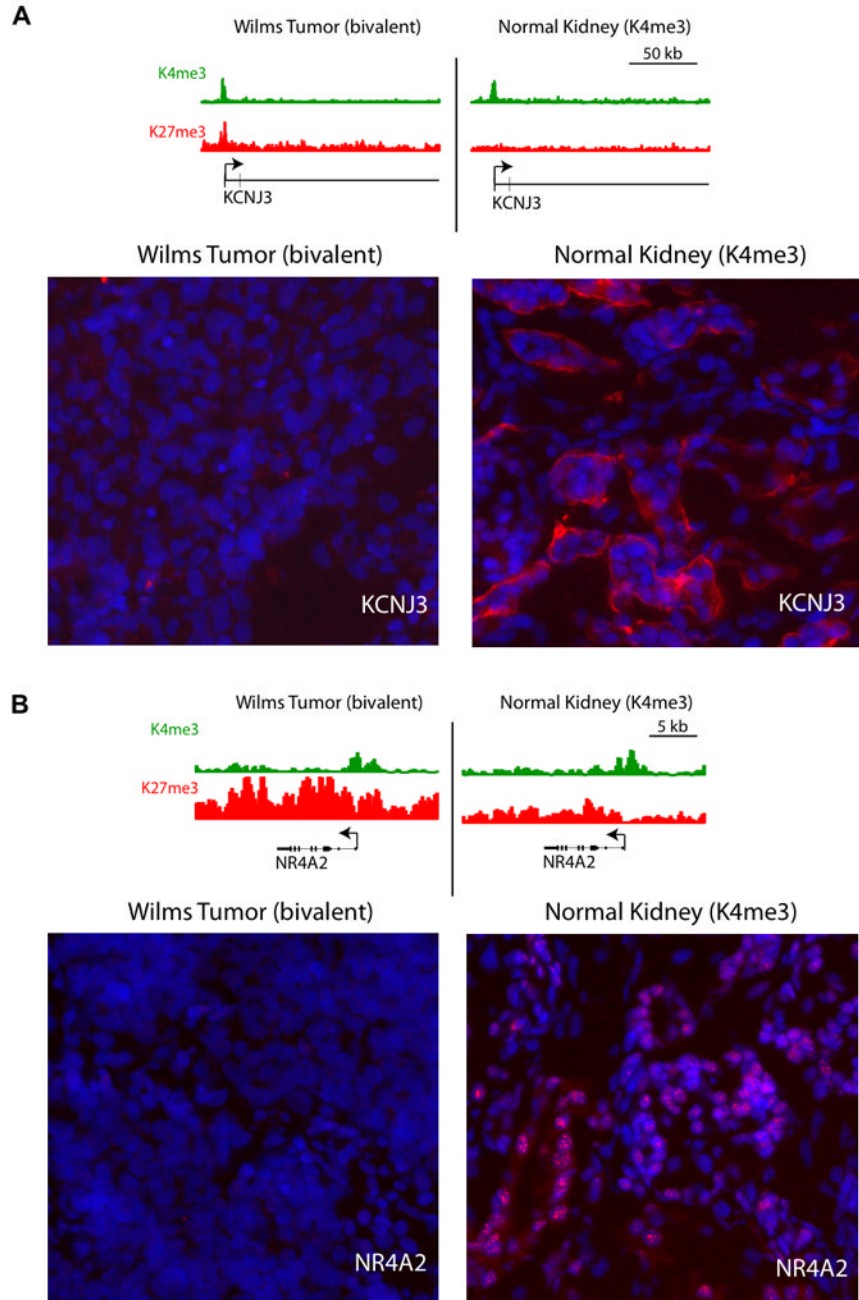 A
Wilms Tumor (bivalent)
Normal Kidney (K4me3)
50 kb
K4me3
K27me3
KCNJ3
KCNJ3
Wilms Tumor (bivalent)
Normal Kidney (K4me3)
KCNJ3
KCNJ3
B
Wilms Tumor (bivalent)
Normal Kidney (K4me3)
5 kb
K4me3
K27me3
NR4A2
NR4A2
Wilms Tumor (bivalent)
Normal Kidney (K4me3)
NR4A2
NR4A2